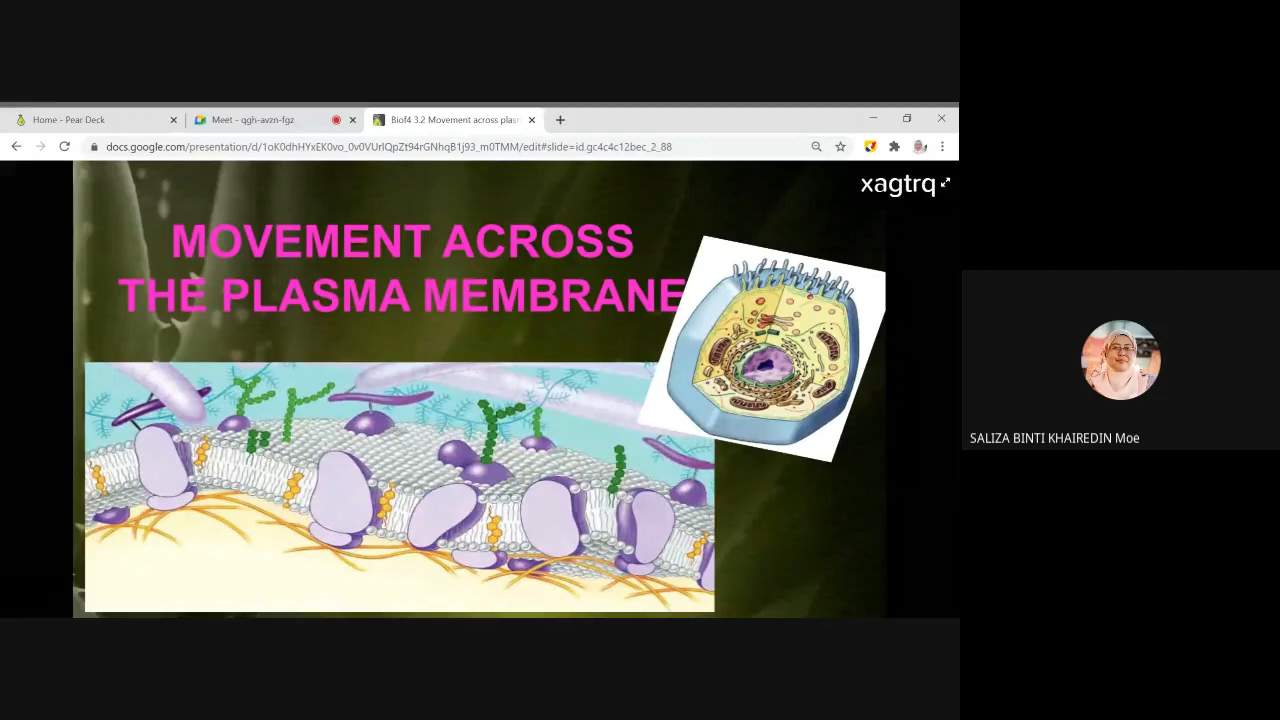 Home - Pear Deck
Meet - qgh-avzn-fgz
Biof4 3.2 Movement across plasm
docs.google.com/presentation/d/1oK0dhHYxEK0vo_0v0VUrlQpZt94rGNhqB1j93_m0TMM/edit#slide=id.gc4c4c12bec_2_88
xagtrq
MOVEMENT ACROSS
THE PLASMA MEMBRANE
SALIZA BINTI KHAIREDIN Moe